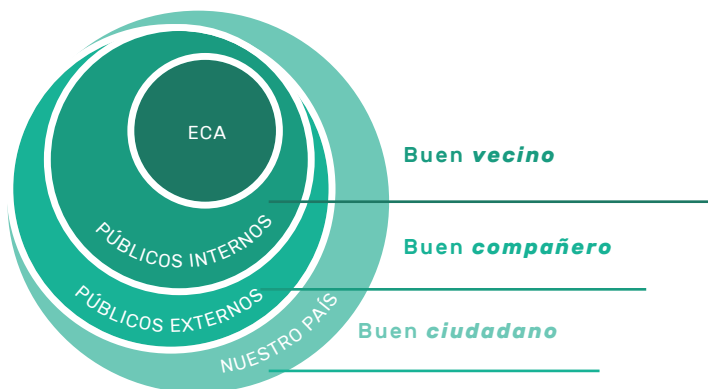 ECA
PÚBLICOS INTERNOS
PÚBLICOS EXTERNOS
NUESTRO PAÍS
Buen vecino
Buen compañero
Buen ciudadano